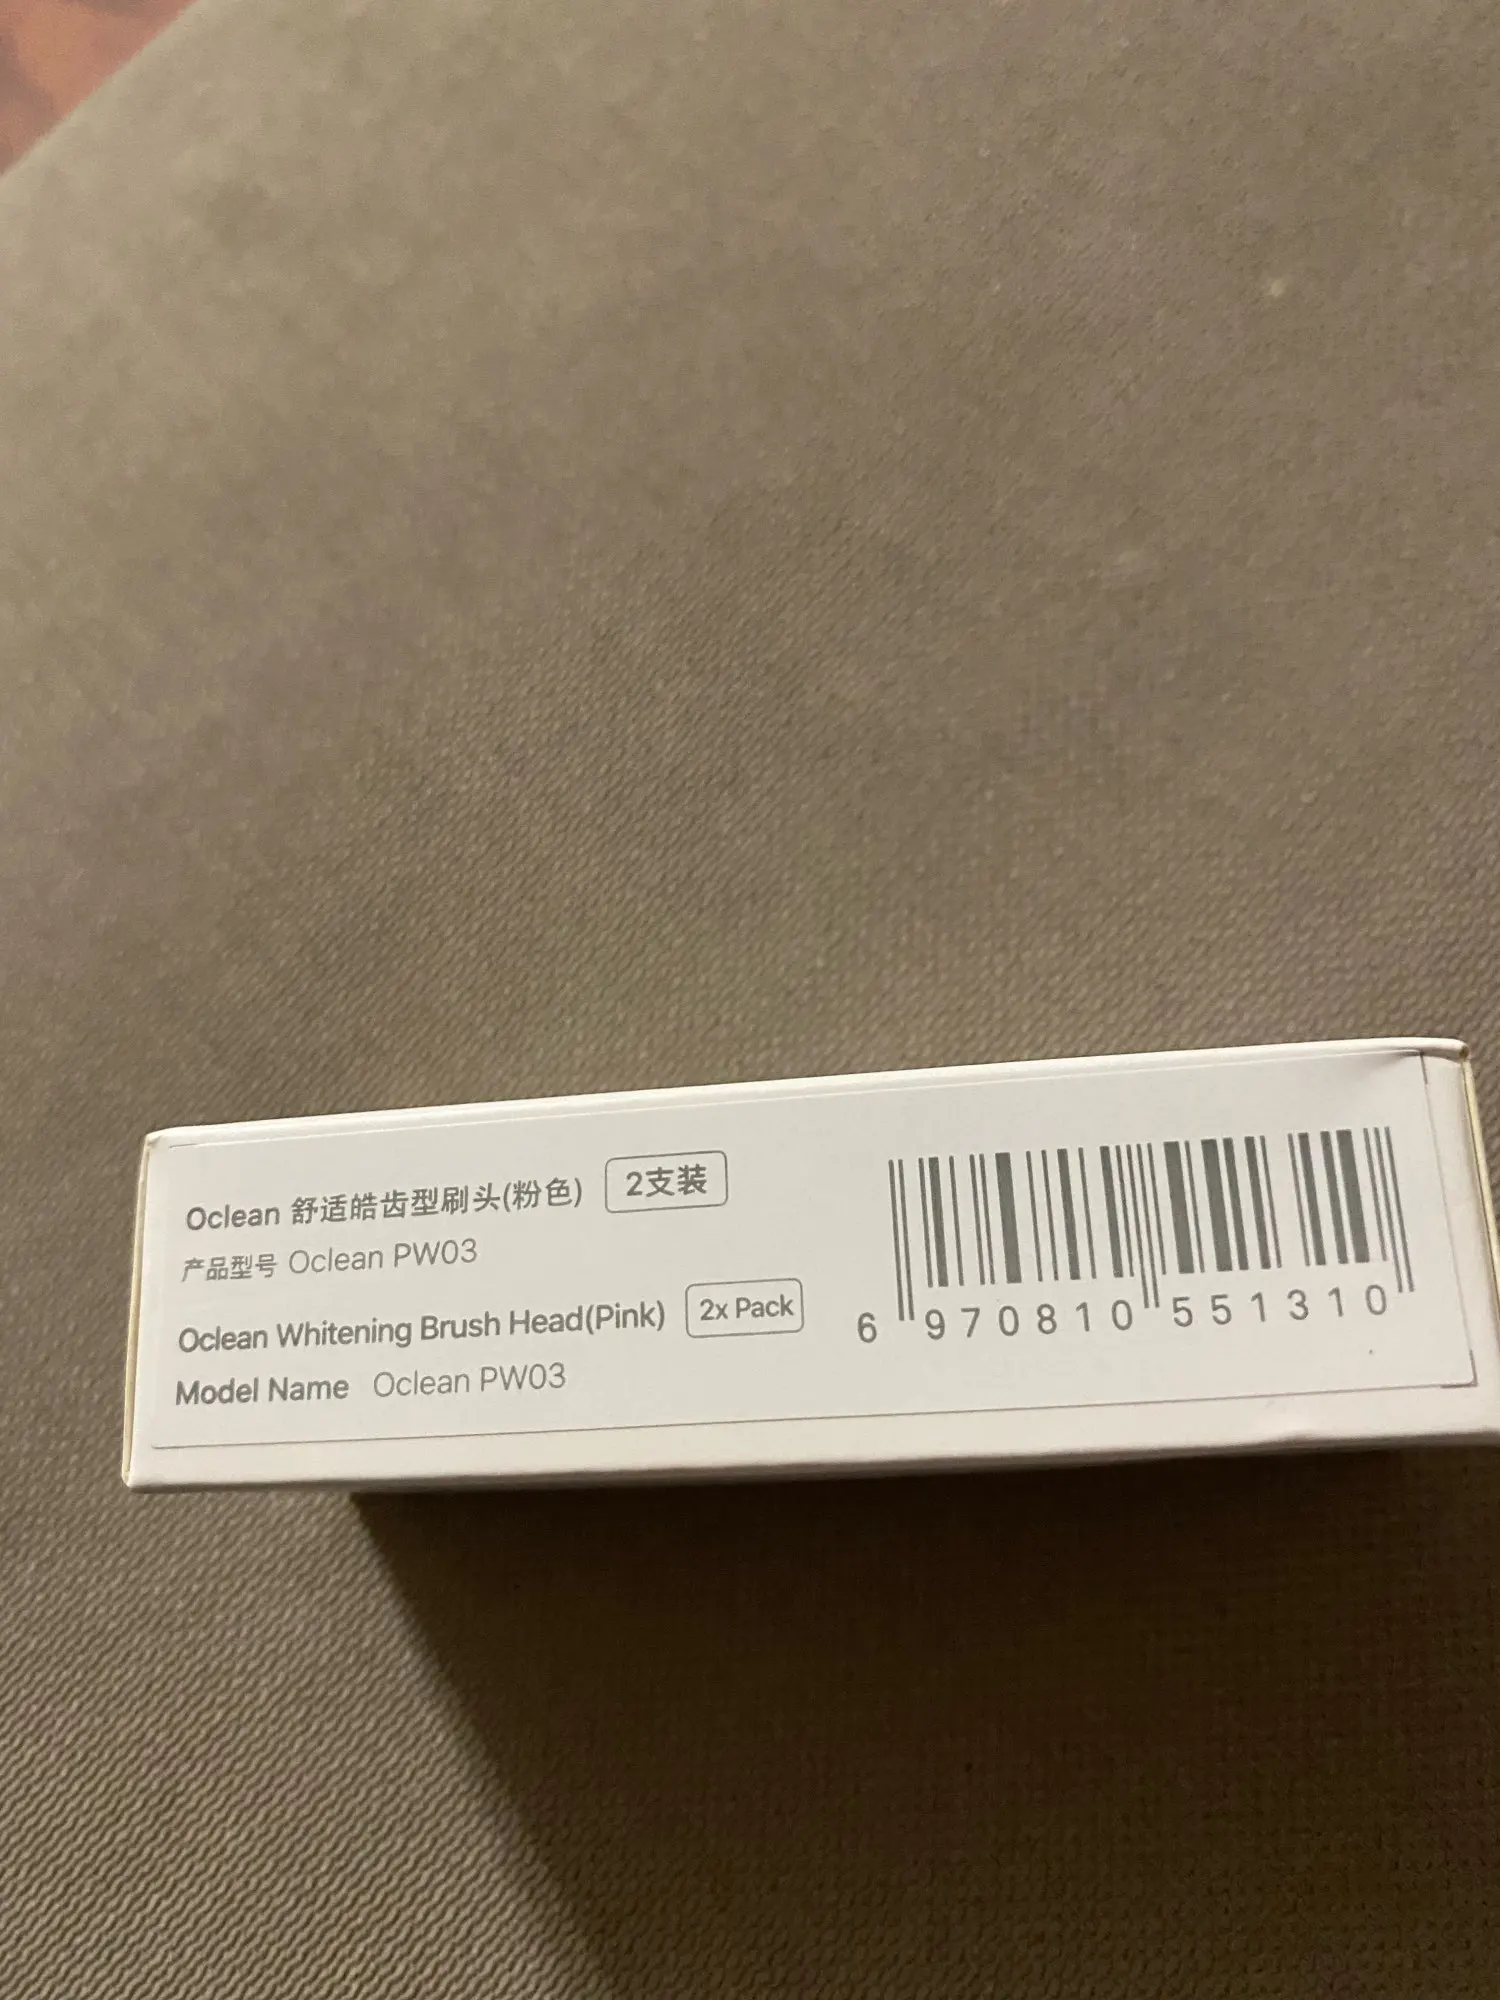 Oclean 舒适皓齿型刷头(粉色) 2支装
产品型号 Oclean PW03
Oclean Whitening Brush Head(Pink) 2x Pack
Model Name Oclean PW03
6 970810 551310